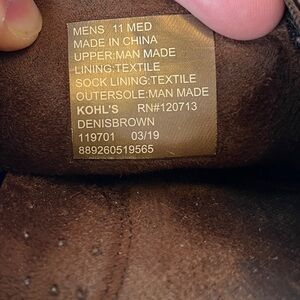 MENS 11 MED
MADE IN CHINA
UPPER:MAN MADE
LINING:TEXTILE
SOCK LINING:TEXTILE
OUTERSOLE:MAN MADE
KOHL'S RN#120713
DENISBROWN
119701 03/19
889260519565